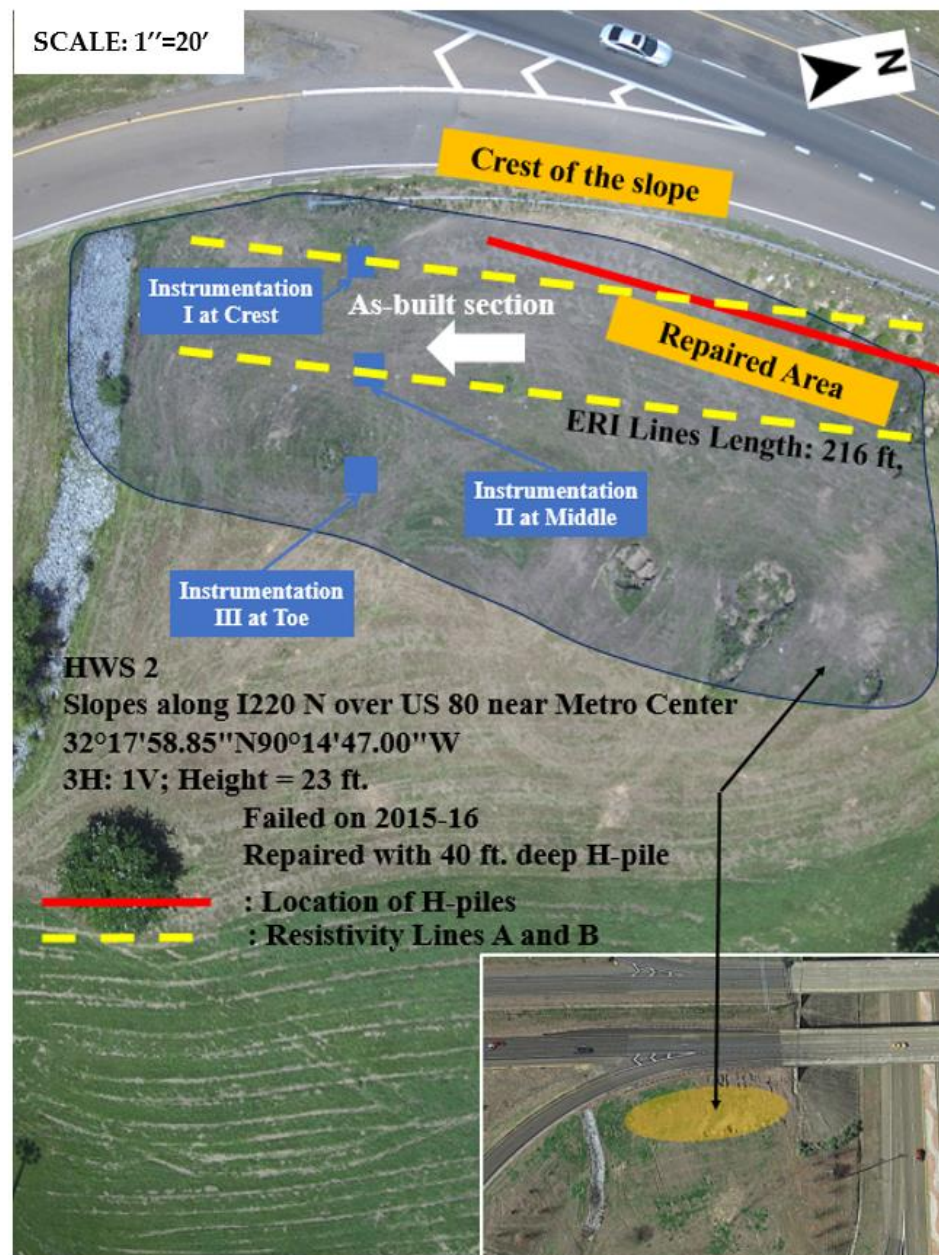 SCALE: 1′′=20′
N
Crest of the slope
Instrumentation
I at Crest
As-built section
Repaired Area
ERI Lines Length: 216 ft,
Instrumentation
II at Middle
Instrumentation
III at Toe
HWS 2
Slopes along I220 N over US 80 near Metro Center
32°17'58.85"N90°14'47.00"W
3H: 1V; Height = 23 ft.
Failed on 2015-16
Repaired with 40 ft. deep H-pile
: Location of H-piles
: Resistivity Lines A and B